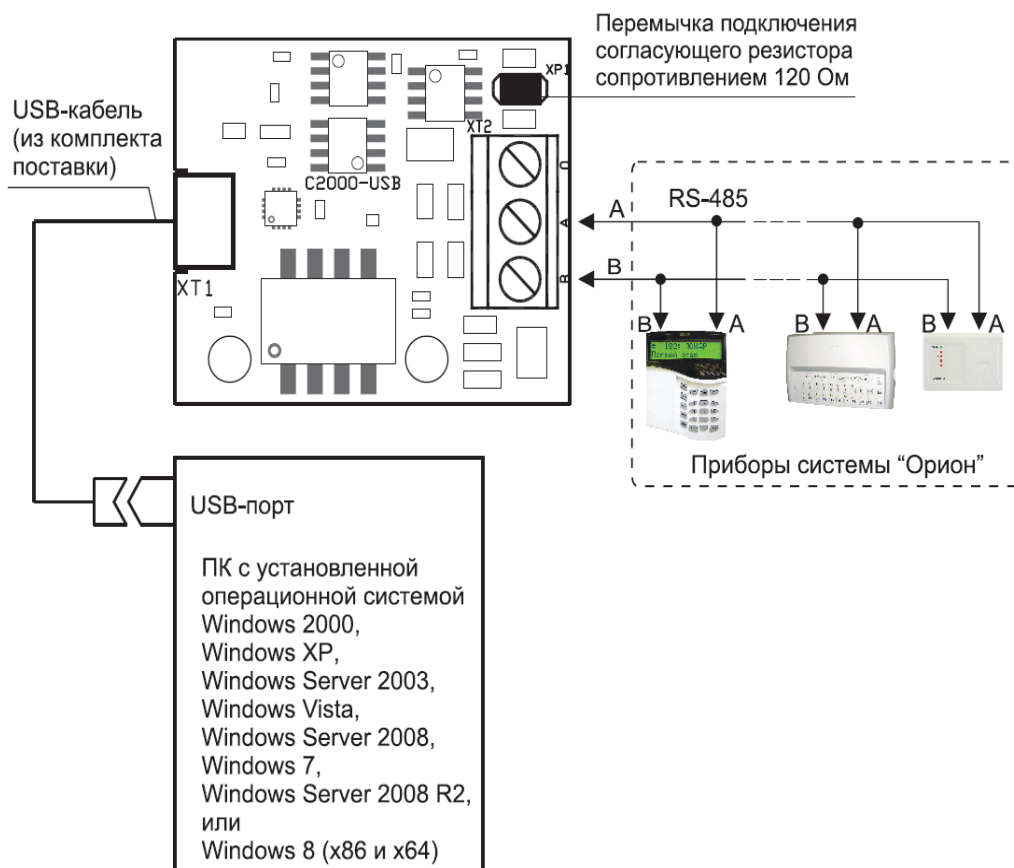 Перемычка подключения
согласующего резистора
сопротивлением 120 Ом
USB-кабель
(из комплекта
поставки)
XP1
XT2
C2000-USB
XT1
A
B
A
RS-485
B
B
A
B
A
B
A
Приборы системы “Орион”
USB-порт
ПК с установленной
операционной системой
Windows 2000,
Windows XP,
Windows Server 2003,
Windows Vista,
Windows Server 2008,
Windows 7,
Windows Server 2008 R2,
или
Windows 8 (x86 и x64)